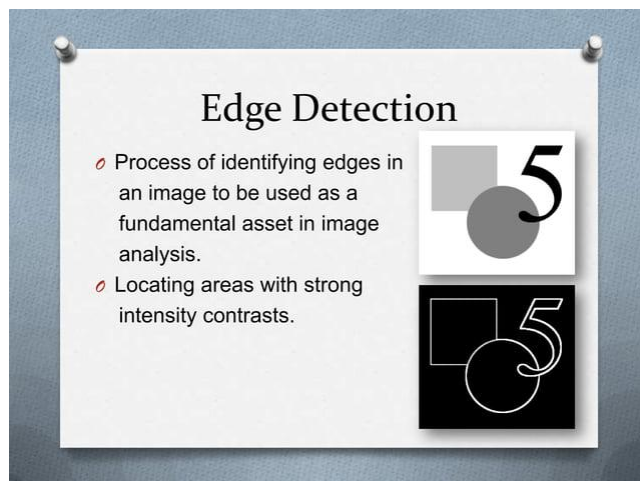 Edge Detection
Process of identifying edges in
an image to be used as a
fundamental asset in image
analysis.
Locating areas with strong
intensity contrasts.
5
5